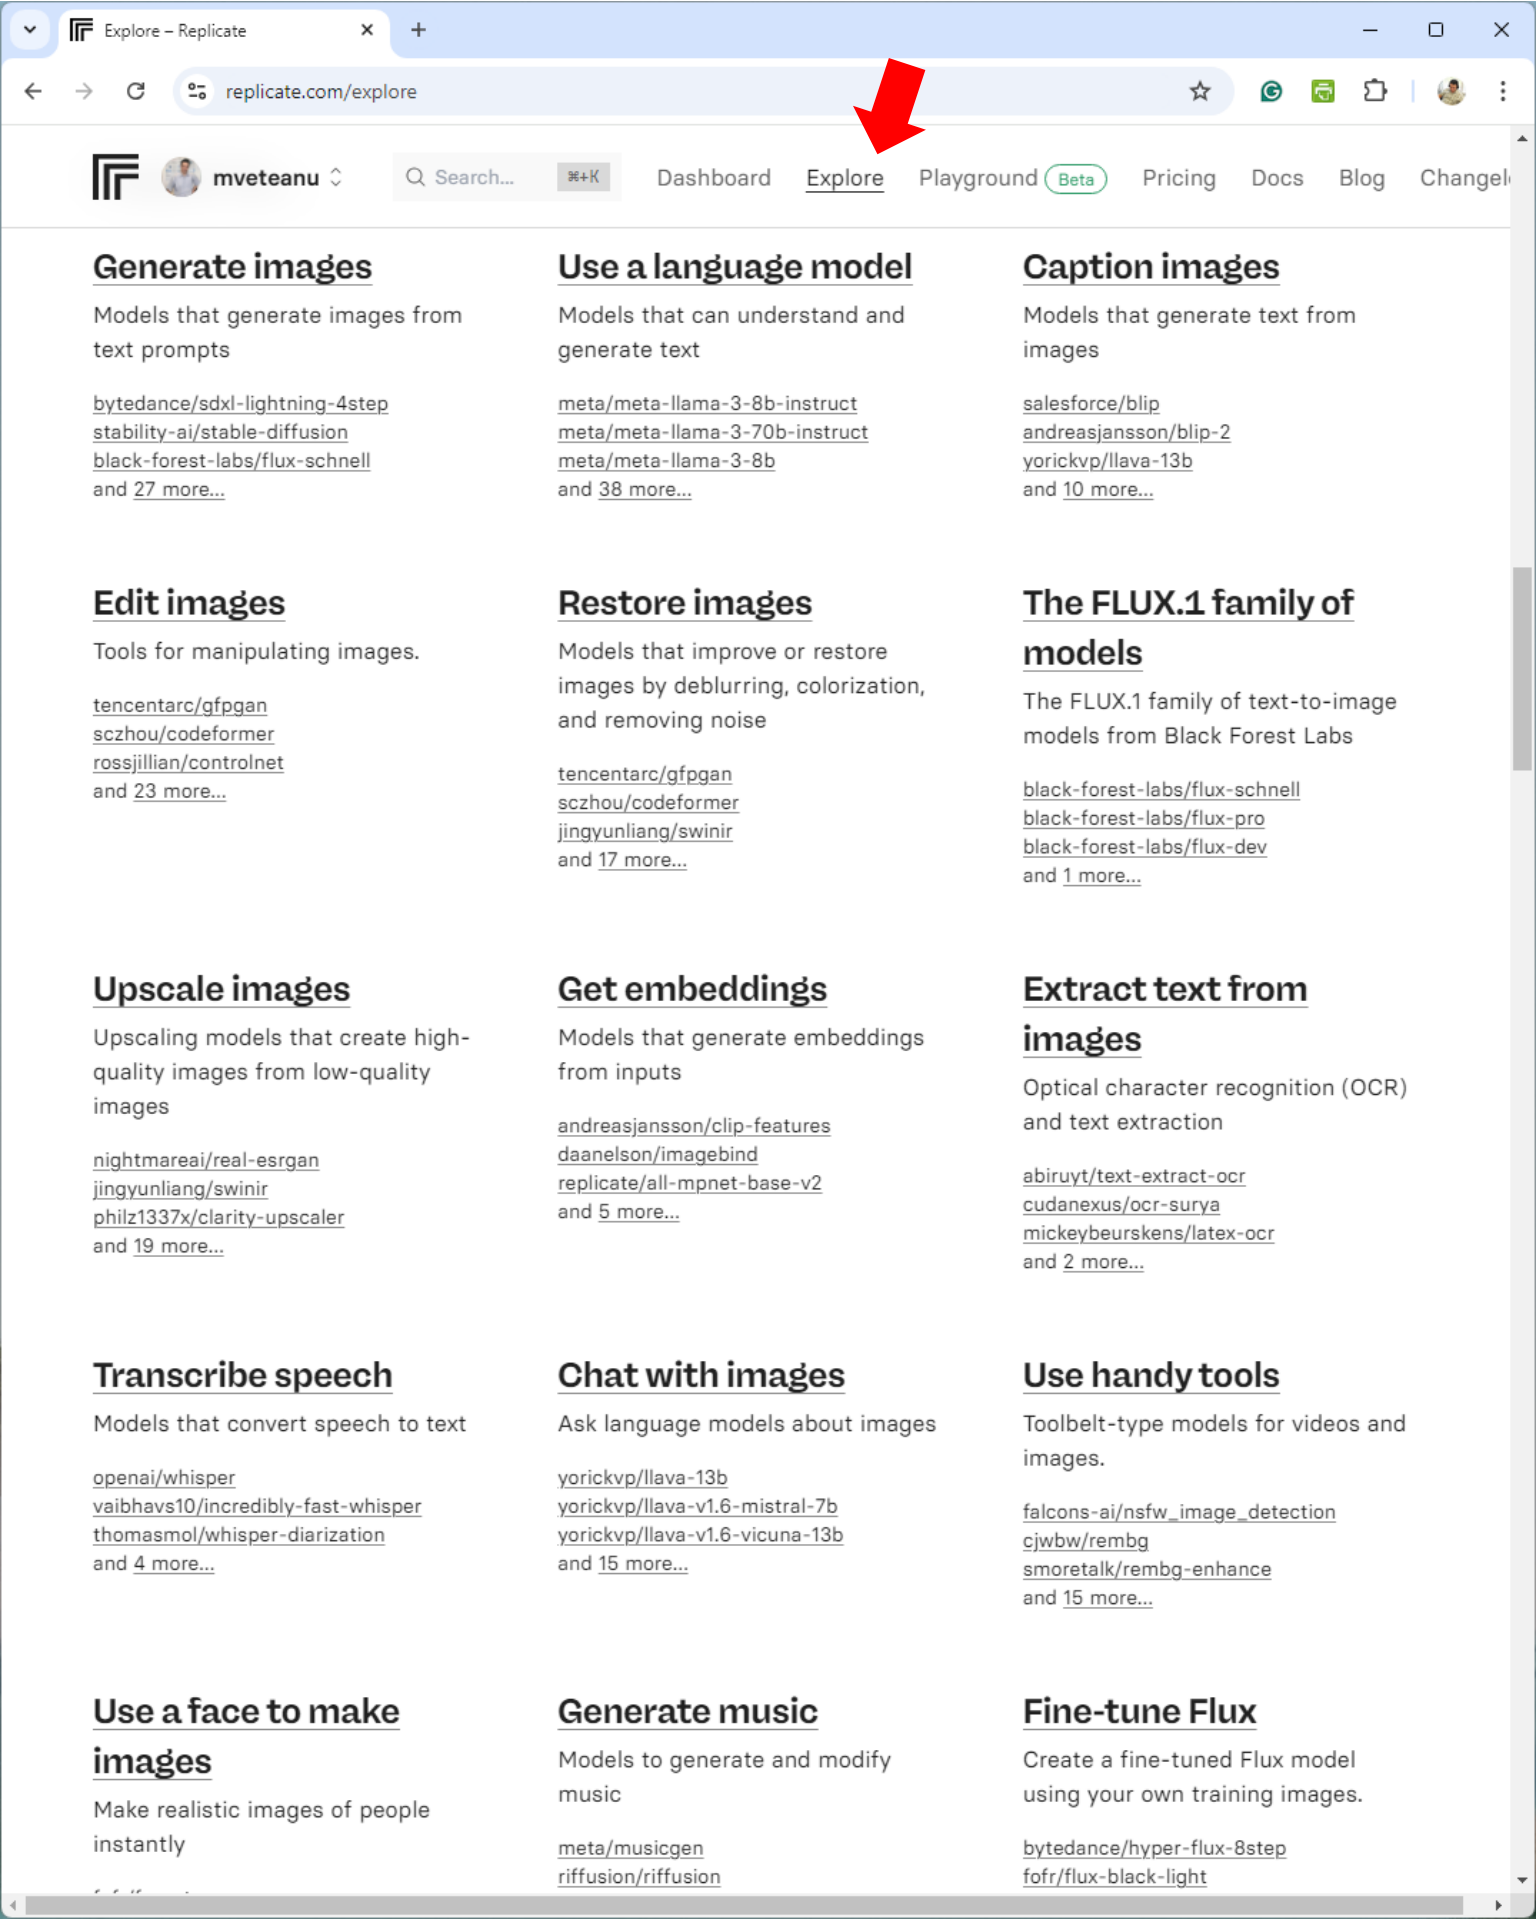 Explore – Replicate
replicate.com/explore
mveteanu
Search...
⌘+K
Dashboard
Explore
Playground
Beta
Pricing
Docs
Blog
Changel
Generate images
Models that generate images from
text prompts
bytedance/sdxl-lightning-4step
stability-ai/stable-diffusion
black-forest-labs/flux-schnell
and 27 more...
Use a language model
Models that can understand and
generate text
meta/meta-llama-3-8b-instruct
meta/meta-llama-3-70b-instruct
meta/meta-llama-3-8b
and 38 more...
Caption images
Models that generate text from
images
salesforce/blip
andreasjansson/blip-2
yorickvp/llava-13b
and 10 more...
Edit images
Tools for manipulating images.
tencentarc/gfpgan
sczhou/codeformer
rossjillian/controlnet
and 23 more...
Restore images
Models that improve or restore
images by deblurring, colorization,
and removing noise
tencentarc/gfpgan
sczhou/codeformer
jingyunliang/swinir
and 17 more...
The FLUX.1 family of
models
The FLUX.1 family of text-to-image
models from Black Forest Labs
black-forest-labs/flux-schnell
black-forest-labs/flux-pro
black-forest-labs/flux-dev
and 1 more...
Upscale images
Upscaling models that create high-
quality images from low-quality
images
nightmareai/real-esrgan
jingyunliang/swinir
philz1337x/clarity-upscaler
and 19 more...
Get embeddings
Models that generate embeddings
from inputs
andreasjansson/clip-features
daanelson/imagebind
replicate/all-mpnet-base-v2
and 5 more...
Extract text from
images
Optical character recognition (OCR)
and text extraction
abiruyt/text-extract-ocr
cudanexus/ocr-surya
mickeybeurskens/latex-ocr
and 2 more...
Transcribe speech
Models that convert speech to text
openai/whisper
vaibhavs10/incredibly-fast-whisper
thomasmol/whisper-diarization
and 4 more...
Chat with images
Ask language models about images
yorickvp/llava-13b
yorickvp/llava-v1.6-mistral-7b
yorickvp/llava-v1.6-vicuna-13b
and 15 more...
Use handy tools
Toolbelt-type models for videos and
images.
falcons-ai/nsfw_image_detection
cjwbw/rembg
smoretalk/rembg-enhance
and 15 more...
Use a face to make
images
Make realistic images of people
instantly
Generate music
Models to generate and modify
music
meta/musicgen
riffusion/riffusion
Fine-tune Flux
Create a fine-tuned Flux model
using your own training images.
bytedance/hyper-flux-8step
fofr/flux-black-light